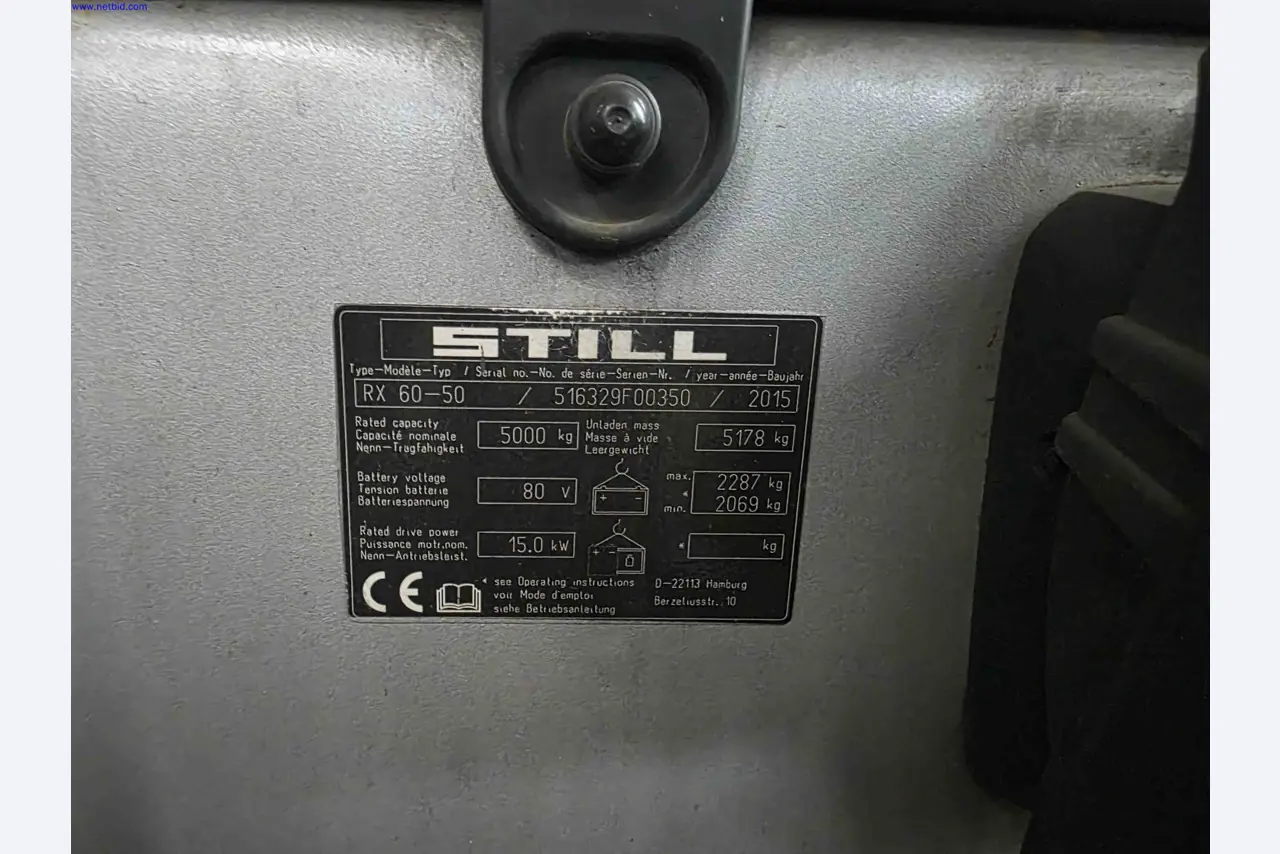 www.netbid.com
STILL
Type-Modèle-Typ / Serial no.-No. de série-Serien-Nr. / year-année-Baujahr
RX 60-50 / 516329F00350 / 2015
Rated capacity
Capacité nominale
Nenn-Tragfähigkeit
5000 kg
Unladen mass
Masse à vide
Leergewicht
5178 kg
Battery voltage
Tension batterie
Batteriespannung
80 V
+ -
max. 2287 kg
*
min. 2069 kg
Rated drive power
Puissance motr.nom.
Nenn-Antriebsleist.
15.0 kW
+ -
* kg
CE
* see Operating instructions
voir Mode d'emploi
siehe Betriebsanleitung
D-22113 Hamburg
Berzeliusstr. 10